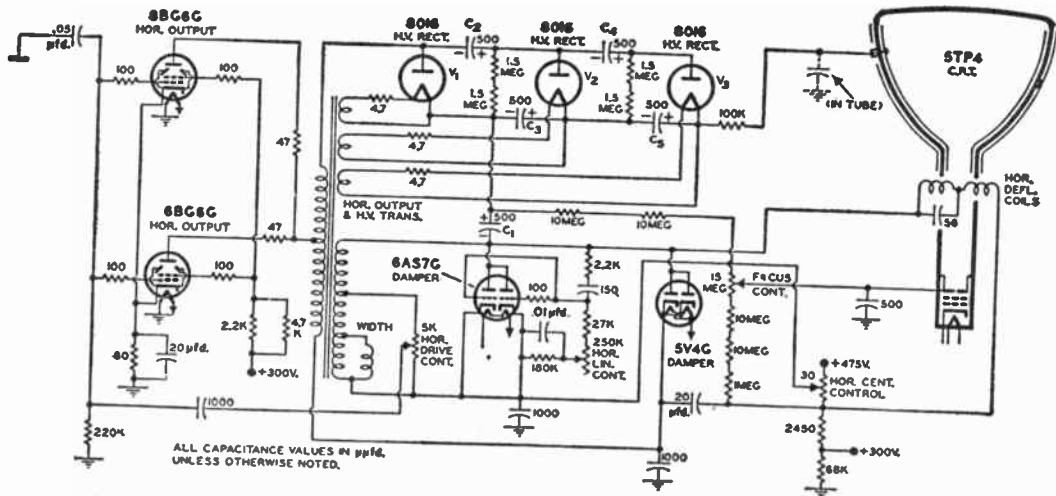 8BG6G
HOR. OUTPUT
.05
µfd.
100
100
47
6BG6G
HOR. OUTPUT
100
100
47
2.2K
4.7
K
+300V.
80
20µfd.
220K
1000
ALL CAPACITANCE VALUES IN µµfd.
UNLESS OTHERWISE NOTED.
8016
H.V. RECT.
V1
C2
500
1.5
MEG
1.5
MEG
8016
H.V. RECT.
V2
500
C3
C4
500
1.5
MEG
1.5
MEG
8016
H.V. RECT.
V3
500
C5
100K
4.7
4.7
4.7
HOR. OUTPUT
& H.V. TRANS.
500
C1
10MEG
10MEG
6AS7G
DAMPER
WIDTH
5K
HOR.
DRIVE
CONT.
100
.01µfd.
180K
2.2K
150
27K
250K
HOR.
LIN.
CONT.
1000
5V4G
DAMPER
20
µfd.
1000
15
MEG
FOCUS
CONT.
10MEG
10MEG
1MEG
500
+475V.
30
HOR. CENT.
CONTROL
2450
+300V.
68K
(IN TUBE)
5TP4
C.R.T.
HOR.
DEFL.
COILS
56